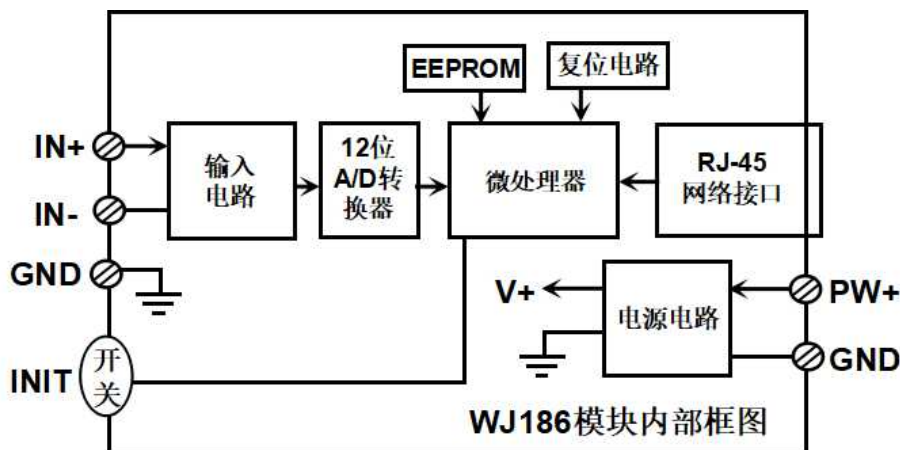 EEPROM
复位电路
IN+
输入
电路
12位
A/D转
换器
微处理器
RJ-45
网络接口
IN-
GND
V+
电源电路
PW+
GND
INIT
开
关
WJ186模块内部框图